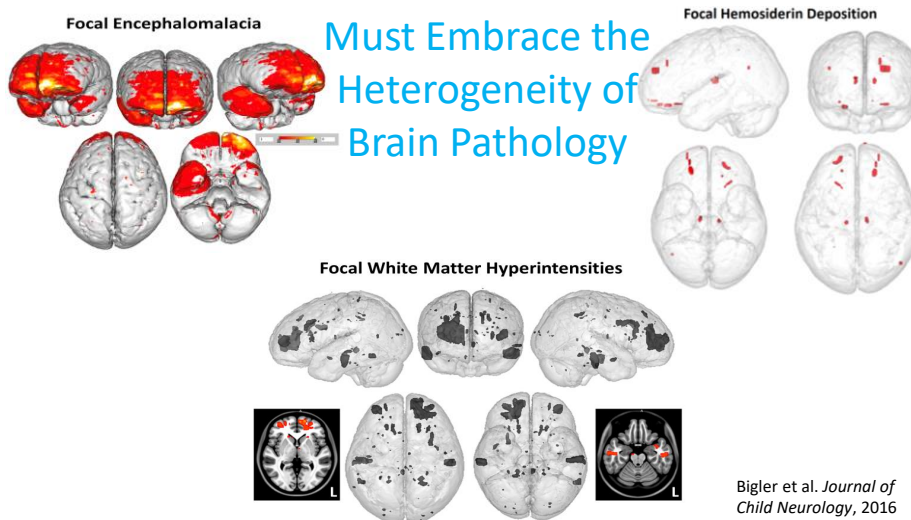 Focal Encephalomalacia
Must Embrace the
Heterogeneity of
Brain Pathology
Focal Hemosiderin Deposition
Focal White Matter Hyperintensities
L
L
Bigler et al. Journal of
Child Neurology, 2016